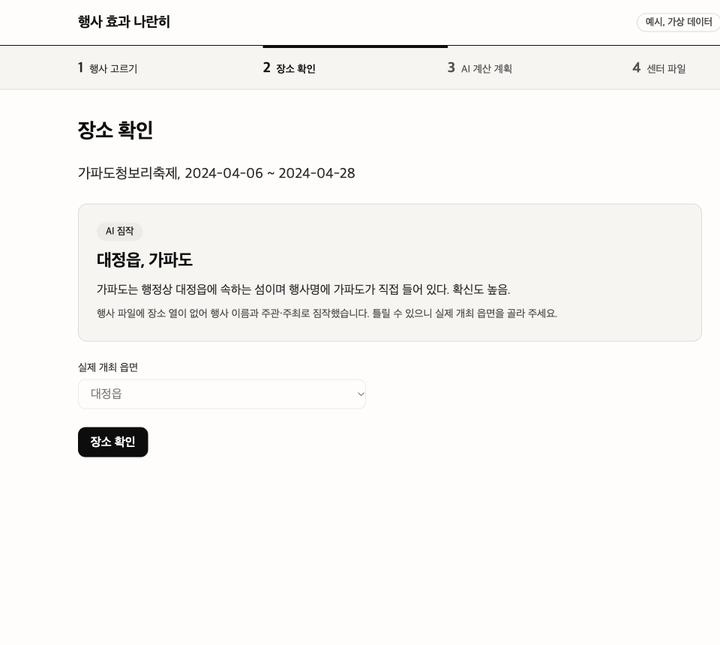 행사 효과 나란히
예시, 가상 데이터
1 행사 고르기
2 장소 확인
3 AI 계산 계획
4 센터 파일
장소 확인
가파도청보리축제, 2024-04-06 ~ 2024-04-28
AI 짐작
대정읍, 가파도
가파도는 행정상 대정읍에 속하는 섬이며 행사명에 가파도가 직접 들어 있다. 확신도 높음.
행사 파일에 장소 열이 없어 행사 이름과 주관·주최로 짐작했습니다. 틀릴 수 있으니 실제 개최 읍면을 골라 주세요.
실제 개최 읍면
대정읍
장소 확인